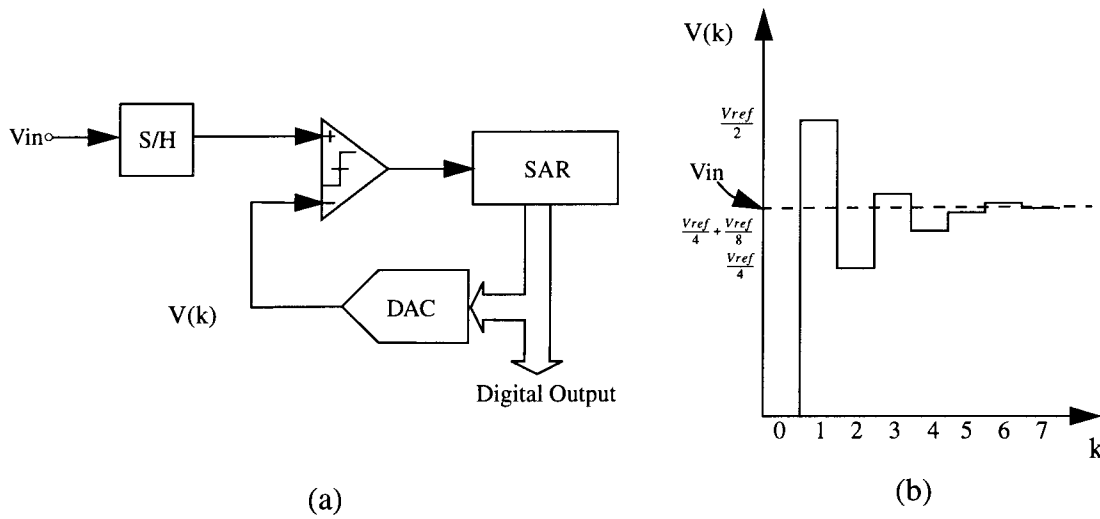 Vin
S/H
+
−
SAR
DAC
V(k)
Digital Output
(a)
V(k)
Vref/2
Vin
Vref/4 + Vref/8
Vref/4
0 1 2 3 4 5 6 7
k
(b)